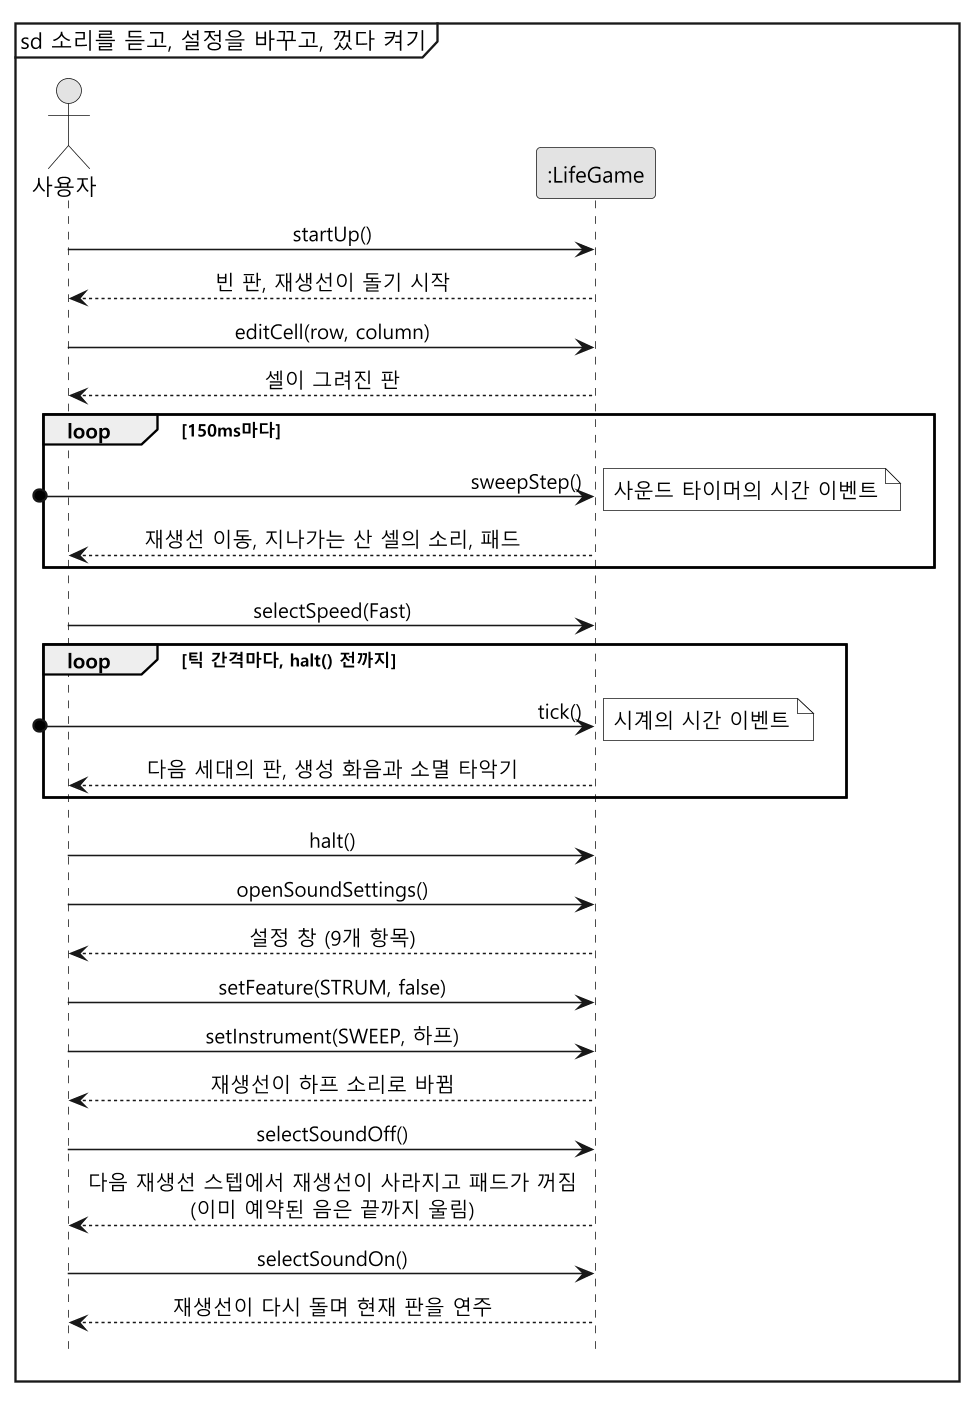 sd 소리를 듣고, 설정을 바꾸고, 껐다 켜기
사용자
:LifeGame
startUp()
빈 판, 재생선이 돌기 시작
editCell(row, column)
셀이 그려진 판
loop
[150ms마다]
sweepStep()
사운드 타이머의 시간 이벤트
재생선 이동, 지나가는 산 셀의 소리, 패드
selectSpeed(Fast)
loop
[틱 간격마다, halt() 전까지]
tick()
시계의 시간 이벤트
다음 세대의 판, 생성 화음과 소멸 타악기
halt()
openSoundSettings()
설정 창 (9개 항목)
setFeature(STRUM, false)
setInstrument(SWEEP, 하프)
재생선이 하프 소리로 바뀜
selectSoundOff()
다음 재생선 스텝에서 재생선이 사라지고 패드가 꺼짐
(이미 예약된 음은 끝까지 울림)
selectSoundOn()
재생선이 다시 돌며 현재 판을 연주